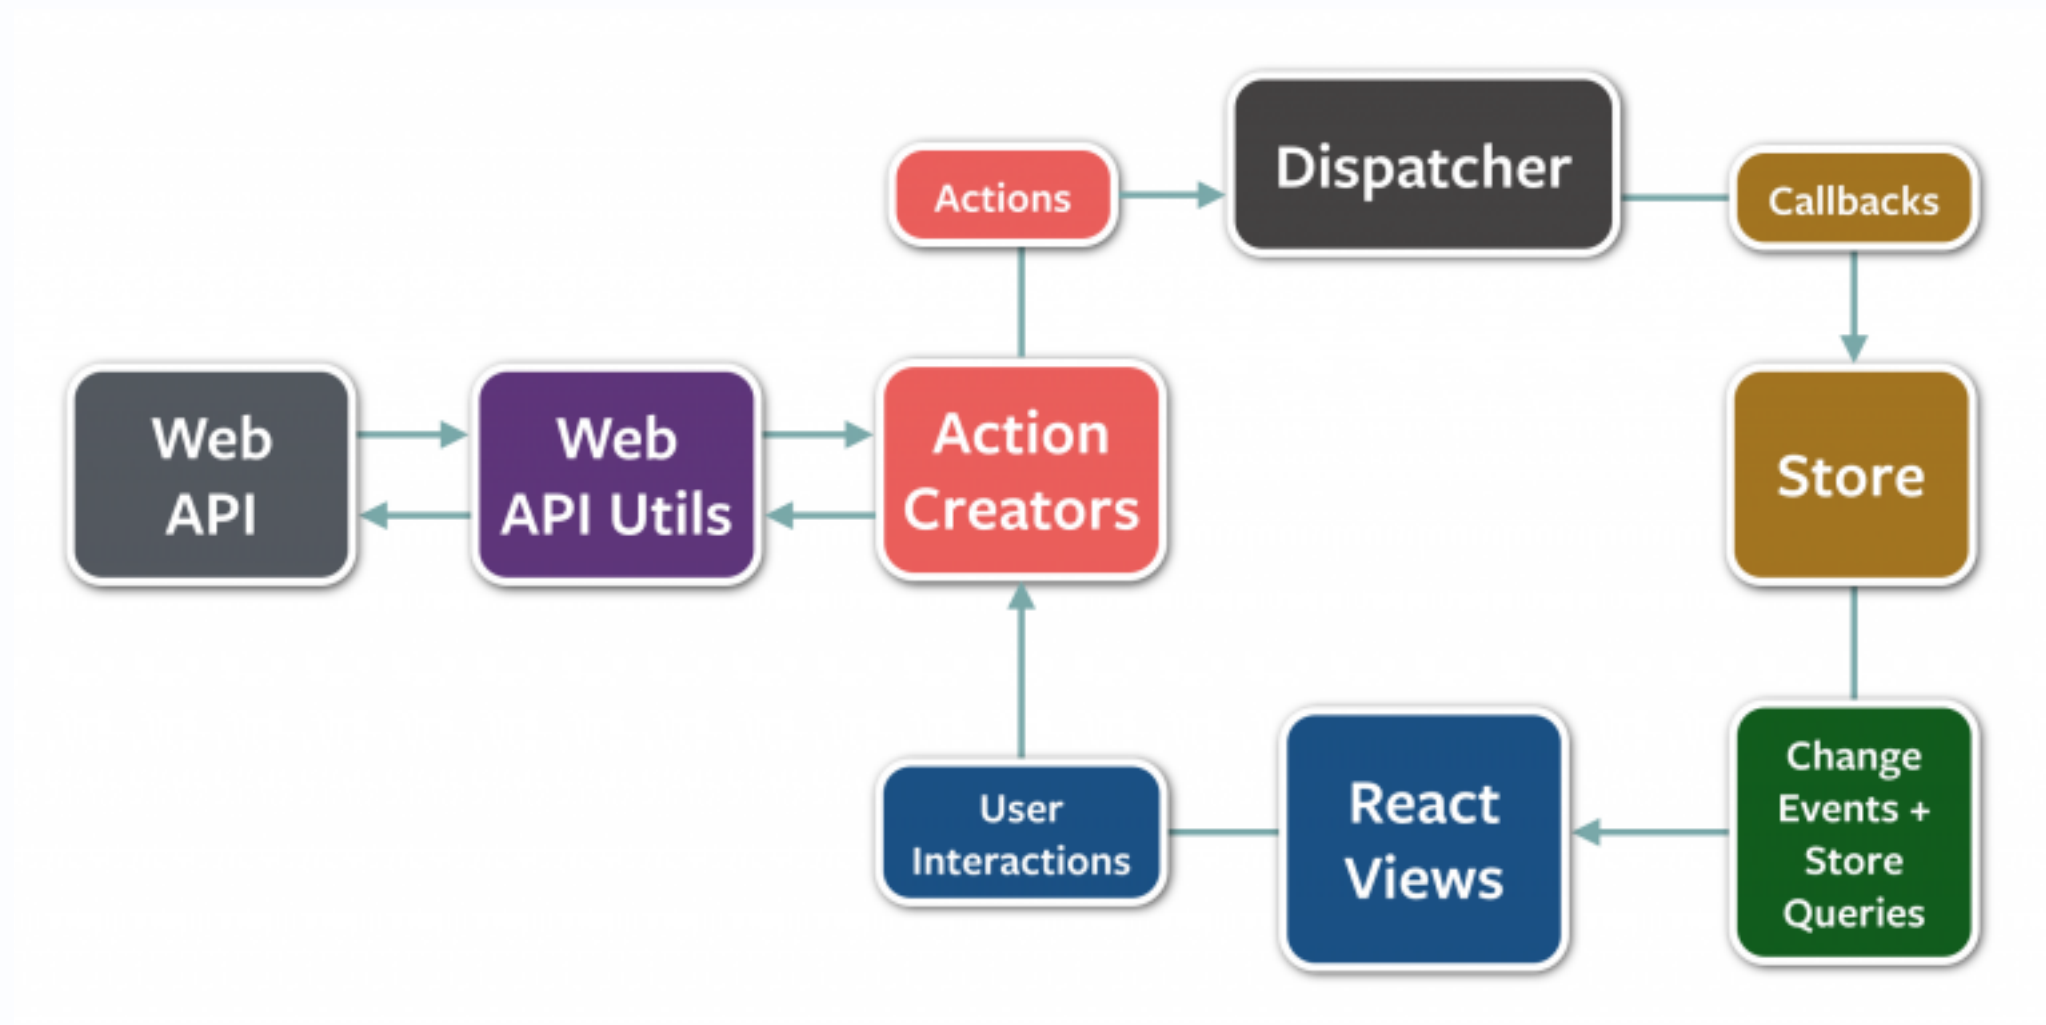 Dispatcher
Actions
Callbacks
Web
API
Web
API Utils
Action
Creators
Store
User
Interactions
React
Views
Change
Events +
Store
Queries